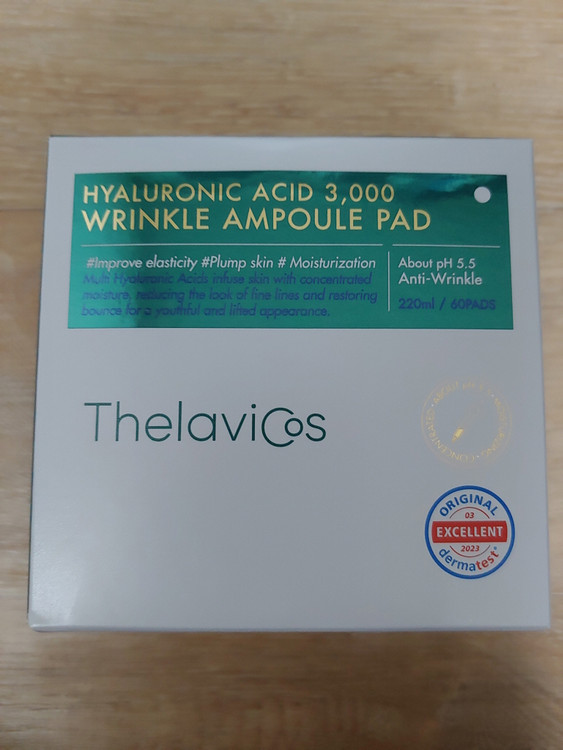 HYALURONIC ACID 3,000
WRINKLE AMPOULE PAD
#Improve elasticity #Plump skin # Moisturization
Multi Hyaluronic Acids infuse skin with concentrated
moisture, reducing the look of fine lines and restoring
bounce for a youthful and lifted appearance.
About pH 5.5
Anti-Wrinkle
220ml / 60PADS
ThelaviCos
ORIGINAL
03
EXCELLENT
2023
dermatest®